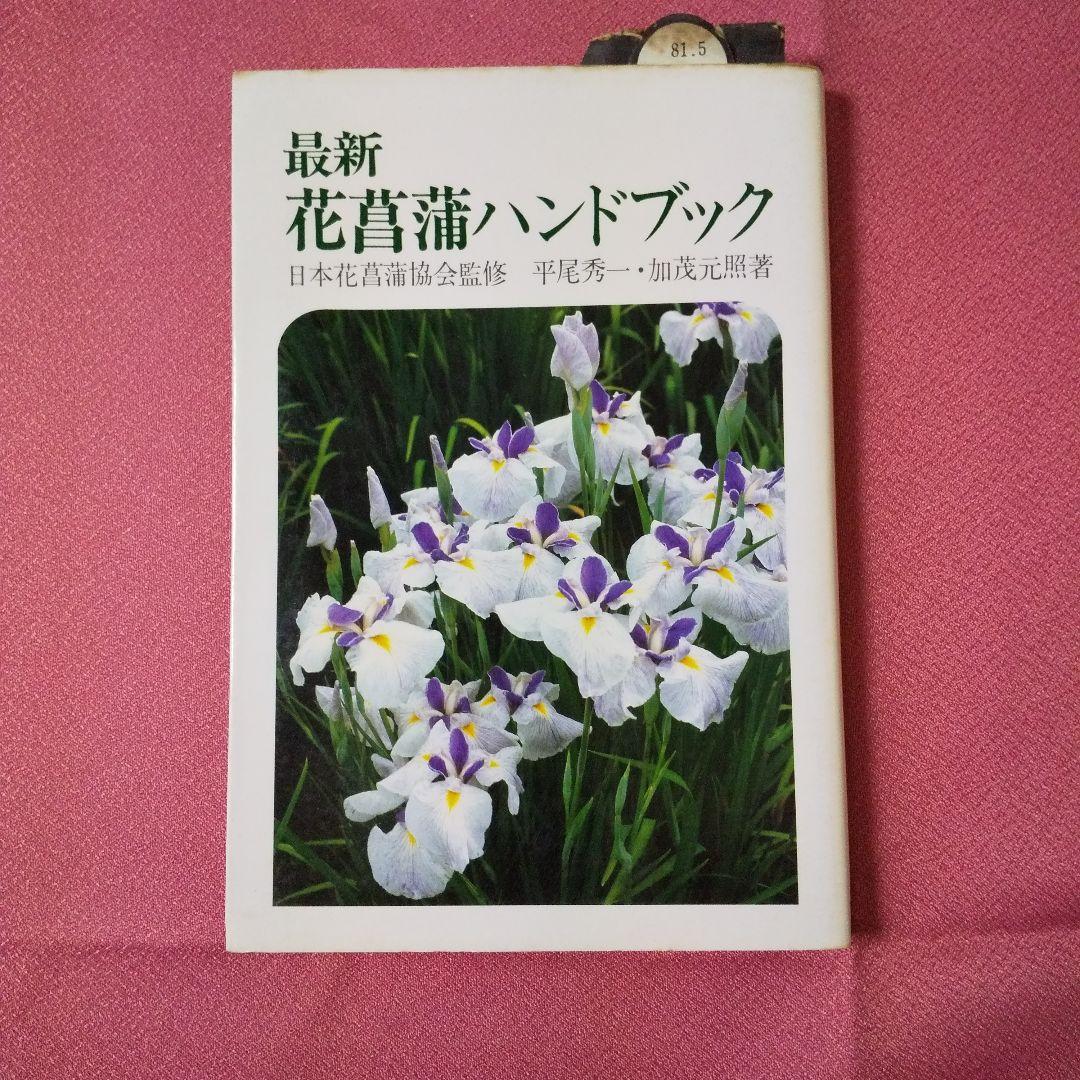 81.5
最新
花菖蒲ハンドブック
日本花菖蒲協会監修 平尾秀一・加茂元照著